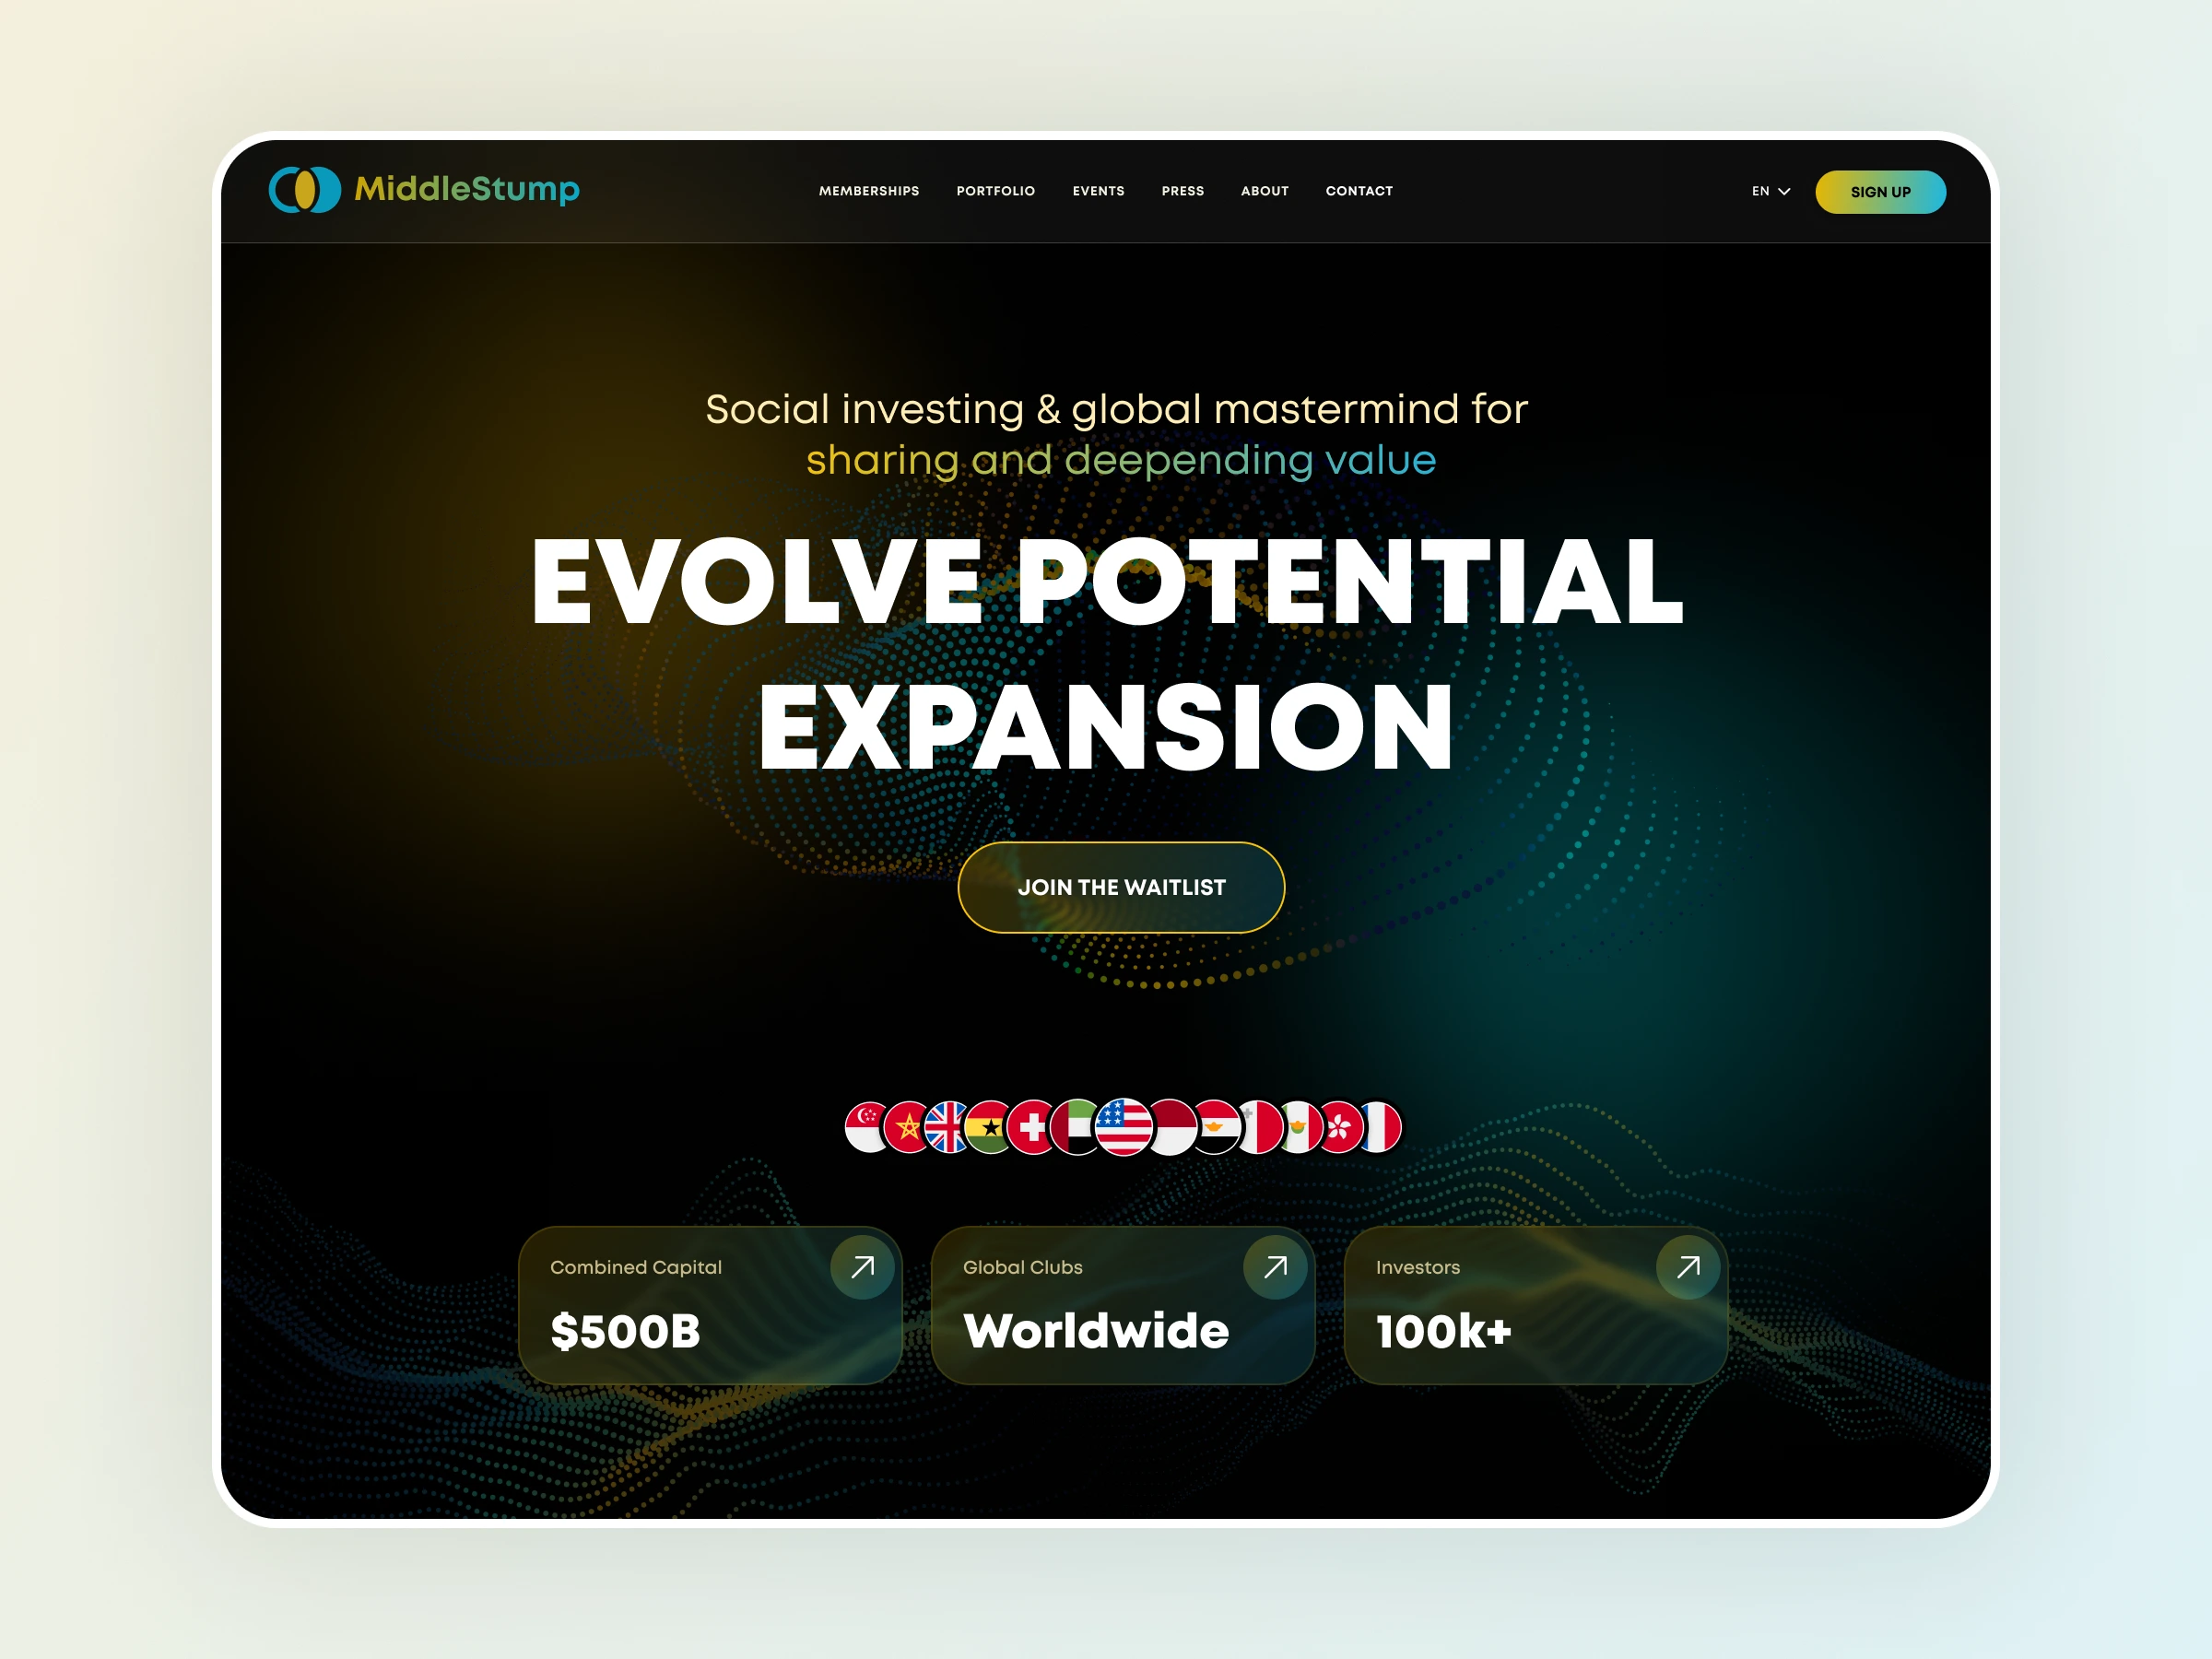 MiddleStump
MEMBERSHIPS PORTFOLIO EVENTS PRESS ABOUT CONTACT
EN
SIGN UP
Social investing & global mastermind for
sharing and deepending value
EVOLVE POTENTIAL
EXPANSION
JOIN THE WAITLIST
Combined Capital
$500B
Global Clubs
Worldwide
Investors
100k+